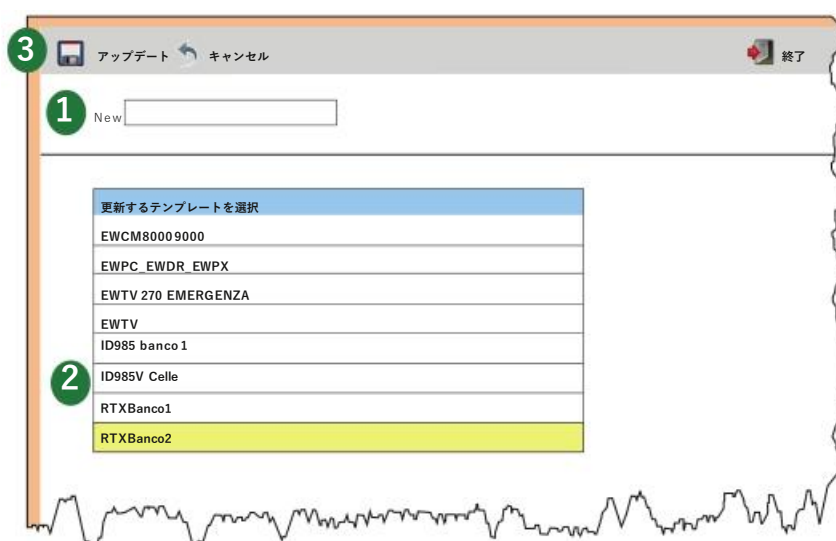 3 アップデート キャンセル 終了
1 New
更新するテンプレートを選択
EWCM80009000
EWPC_EWDR_EWPX
EWTV 270 EMERGENZA
EWTV
ID985 banco 1
2
ID985V Celle
RTXBanco1
RTXBanco2